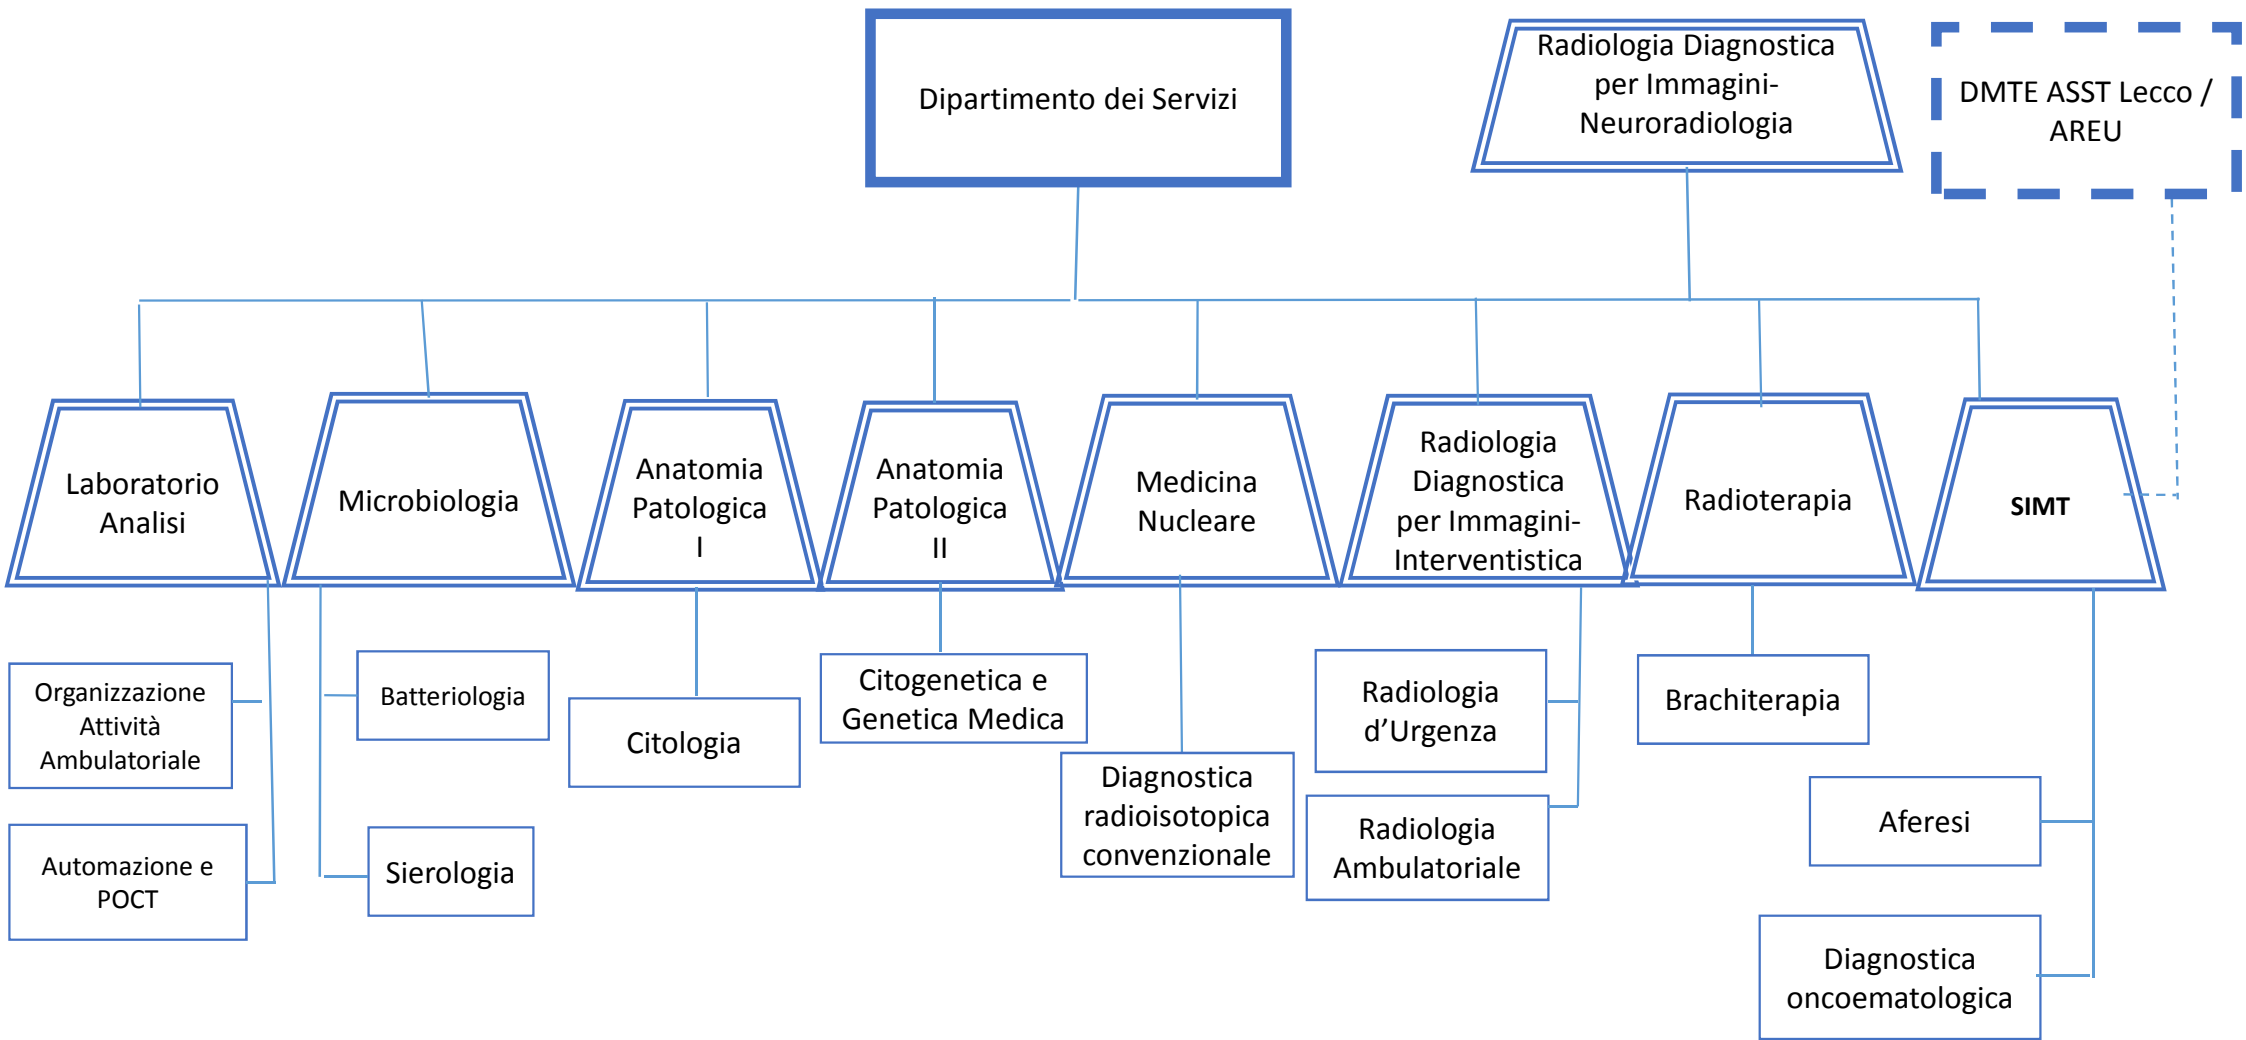 Dipartimento dei Servizi
Radiologia Diagnostica
per Immagini-
Neuroradiologia
DMTE ASST Lecco /
AREU
Laboratorio
Analisi
Microbiologia
Anatomia
Patologica
I
Anatomia
Patologica
II
Medicina
Nucleare
Radiologia
Diagnostica
per Immagini-
Interventistica
Radioterapia
SIMT
Organizzazione
Attività
Ambulatoriale
Automazione e
POCT
Batteriologia
Sierologia
Citologia
Citogenetica e
Genetica Medica
Diagnostica
radioisotopica
convenzionale
Radiologia
d’Urgenza
Radiologia
Ambulatoriale
Brachiterapia
Aferesi
Diagnostica
oncoematologica